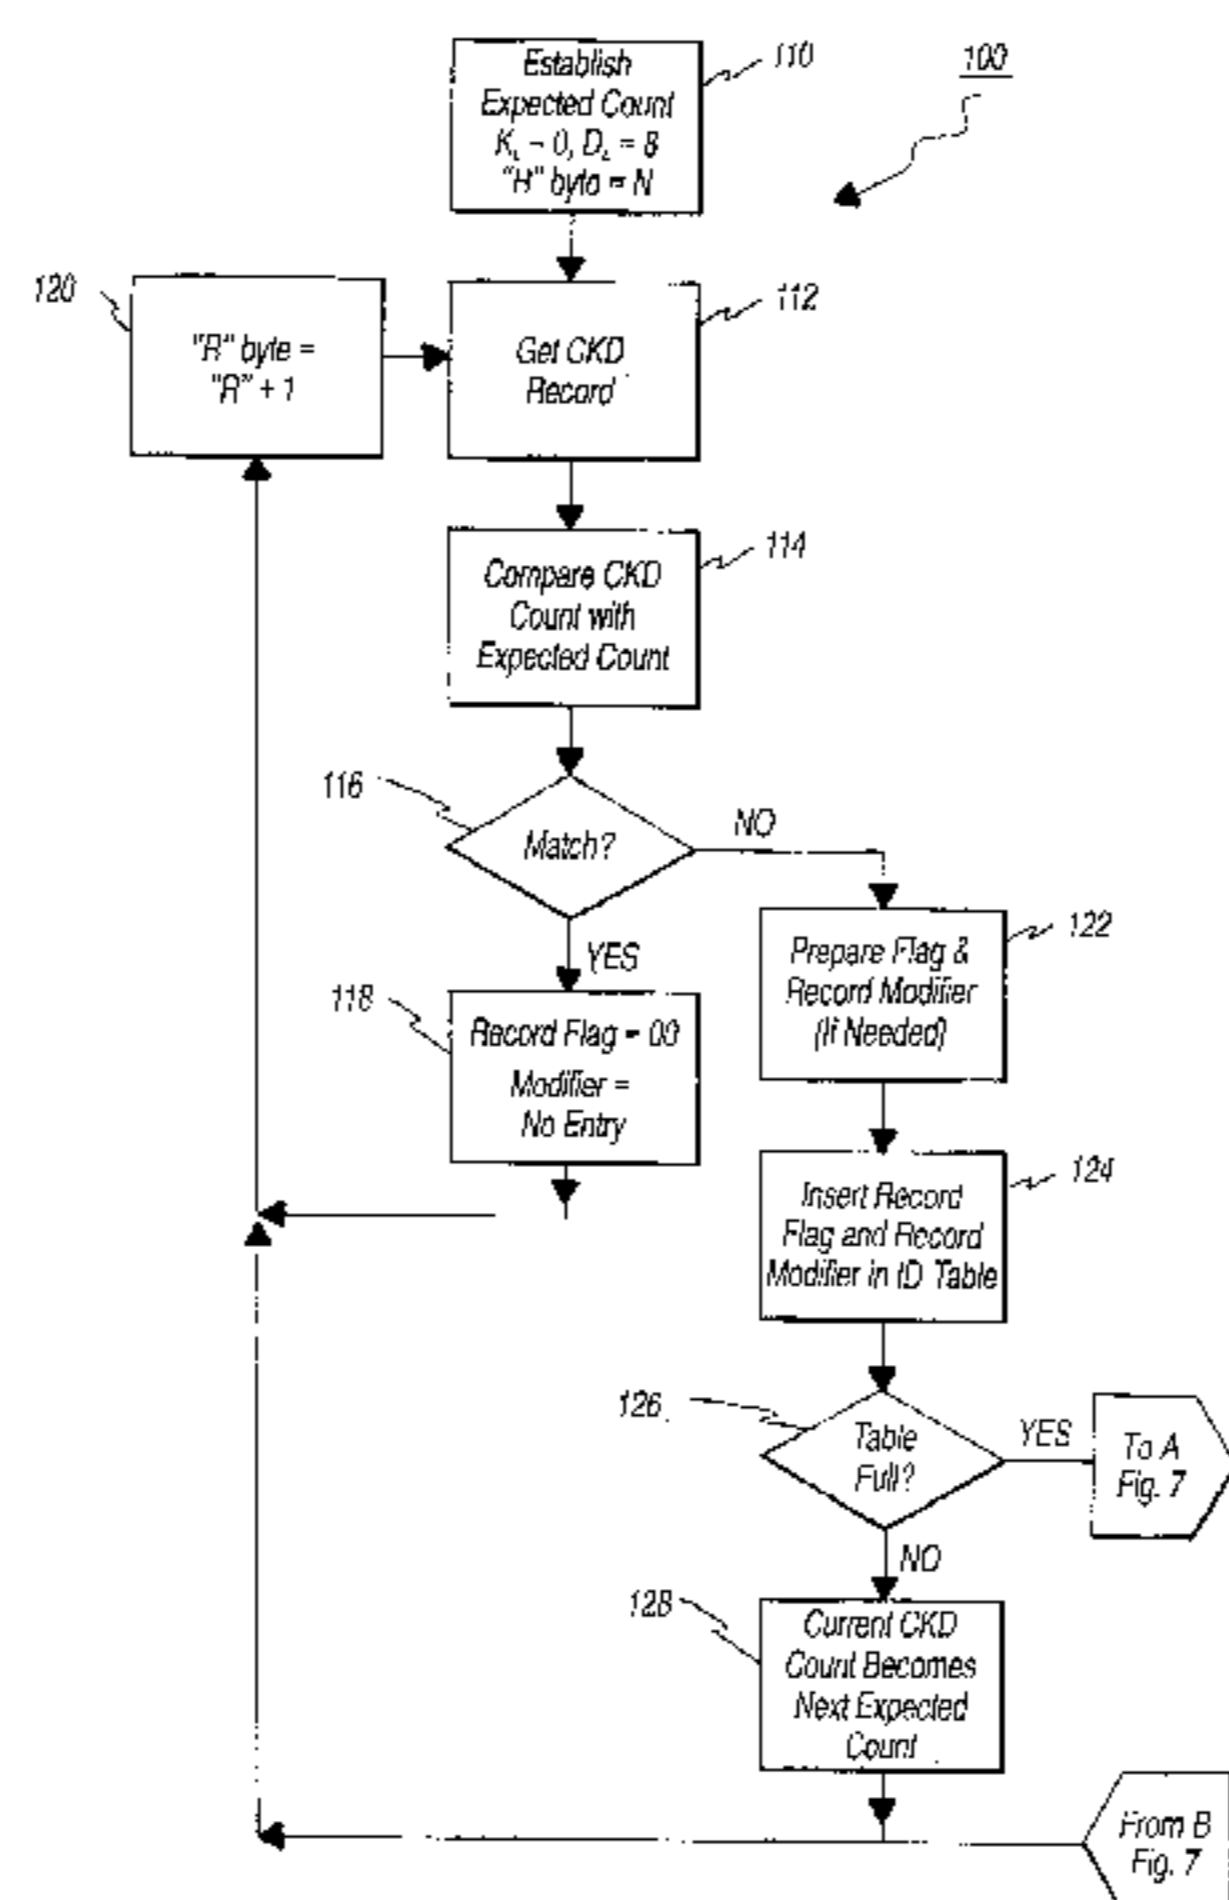 Establish
Expected Count
K_L = 0, D_L = 8
"R" byte = N
110
100
120
"R" byte =
"R" + 1
Get CKD
Record
112
Compare CKD
Count with
Expected Count
114
116
Match?
NO
YES
118
Record Flag = 00
Modifier =
No Entry
Prepare Flag &
Record Modifier
(If Needed)
122
Insert Record
Flag and Record
Modifier in ID Table
124
126
Table
Full?
YES
To A
Fig. 7
NO
128
Current CKD
Count Becomes
Next Expected
Count
From B
Fig. 7